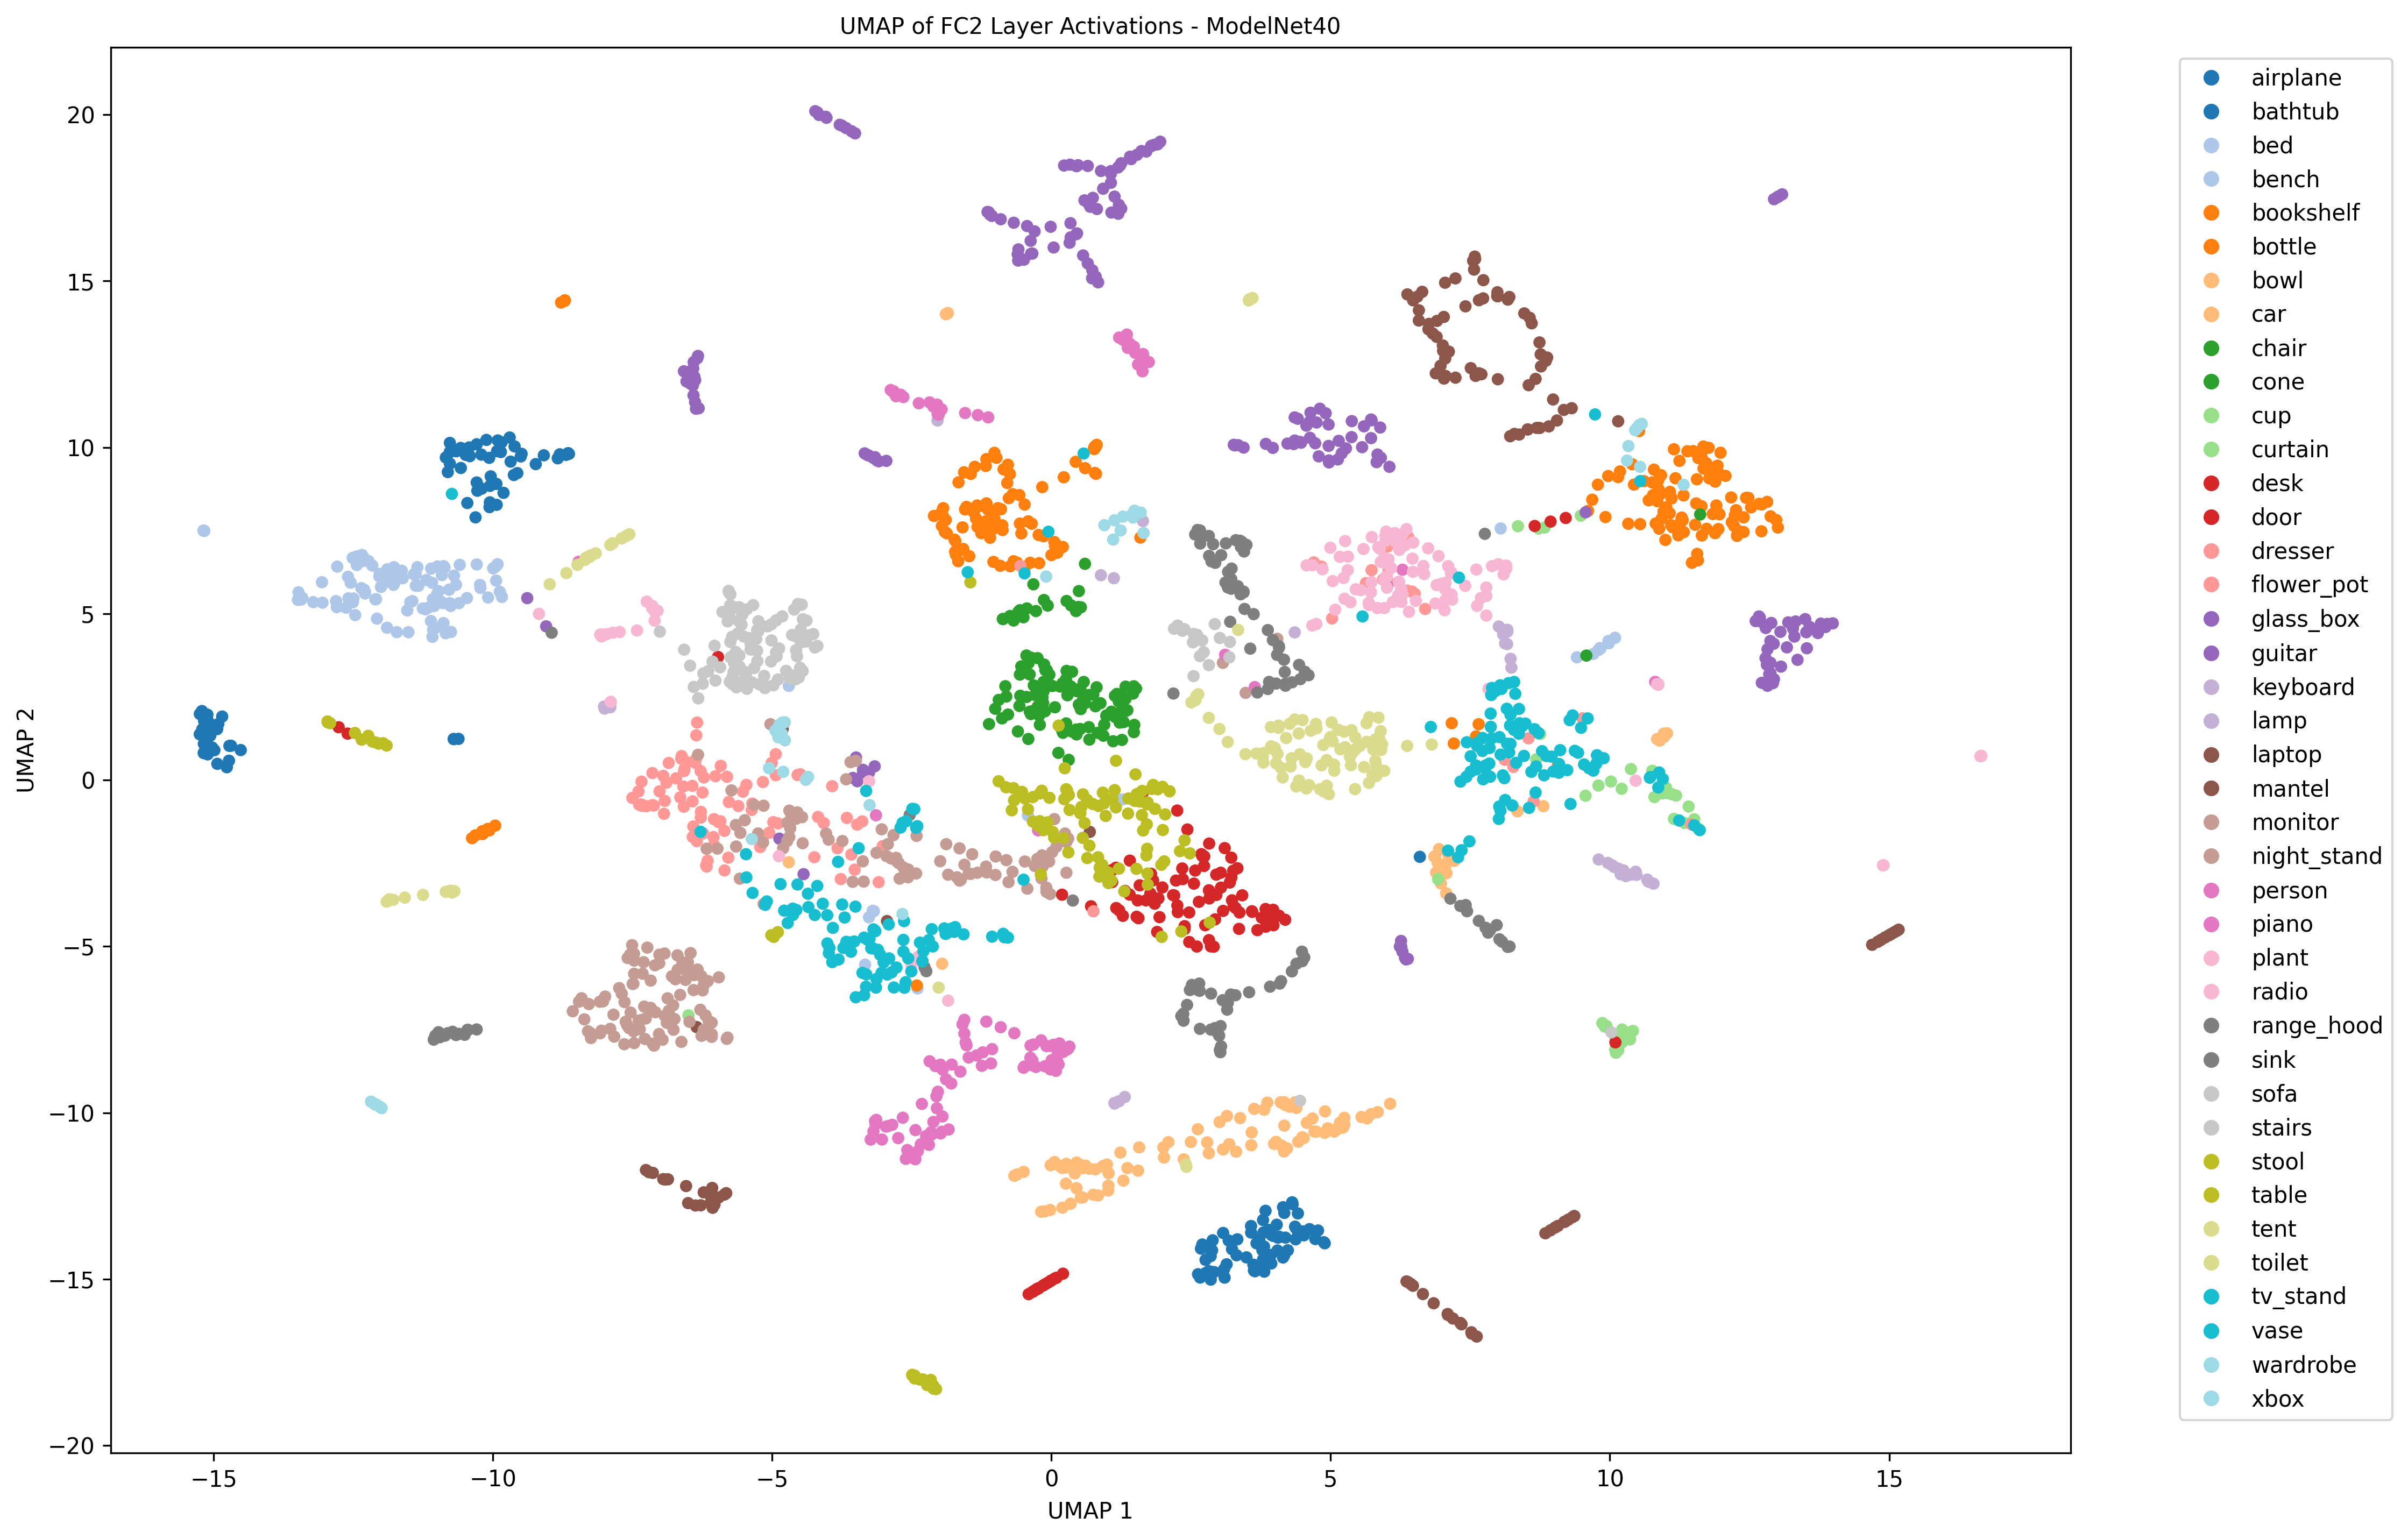 UMAP of FC2 Layer Activations - ModelNet40
20
15
10
5
0
−5
−10
−15
−20
UMAP 2
−15
−10
−5
0
5
10
15
UMAP 1
airplane
bathtub
bed
bench
bookshelf
bottle
bowl
car
chair
cone
cup
curtain
desk
door
dresser
flower_pot
glass_box
guitar
keyboard
lamp
laptop
mantel
monitor
night_stand
person
piano
plant
radio
range_hood
sink
sofa
stairs
stool
table
tent
toilet
tv_stand
vase
wardrobe
xbox